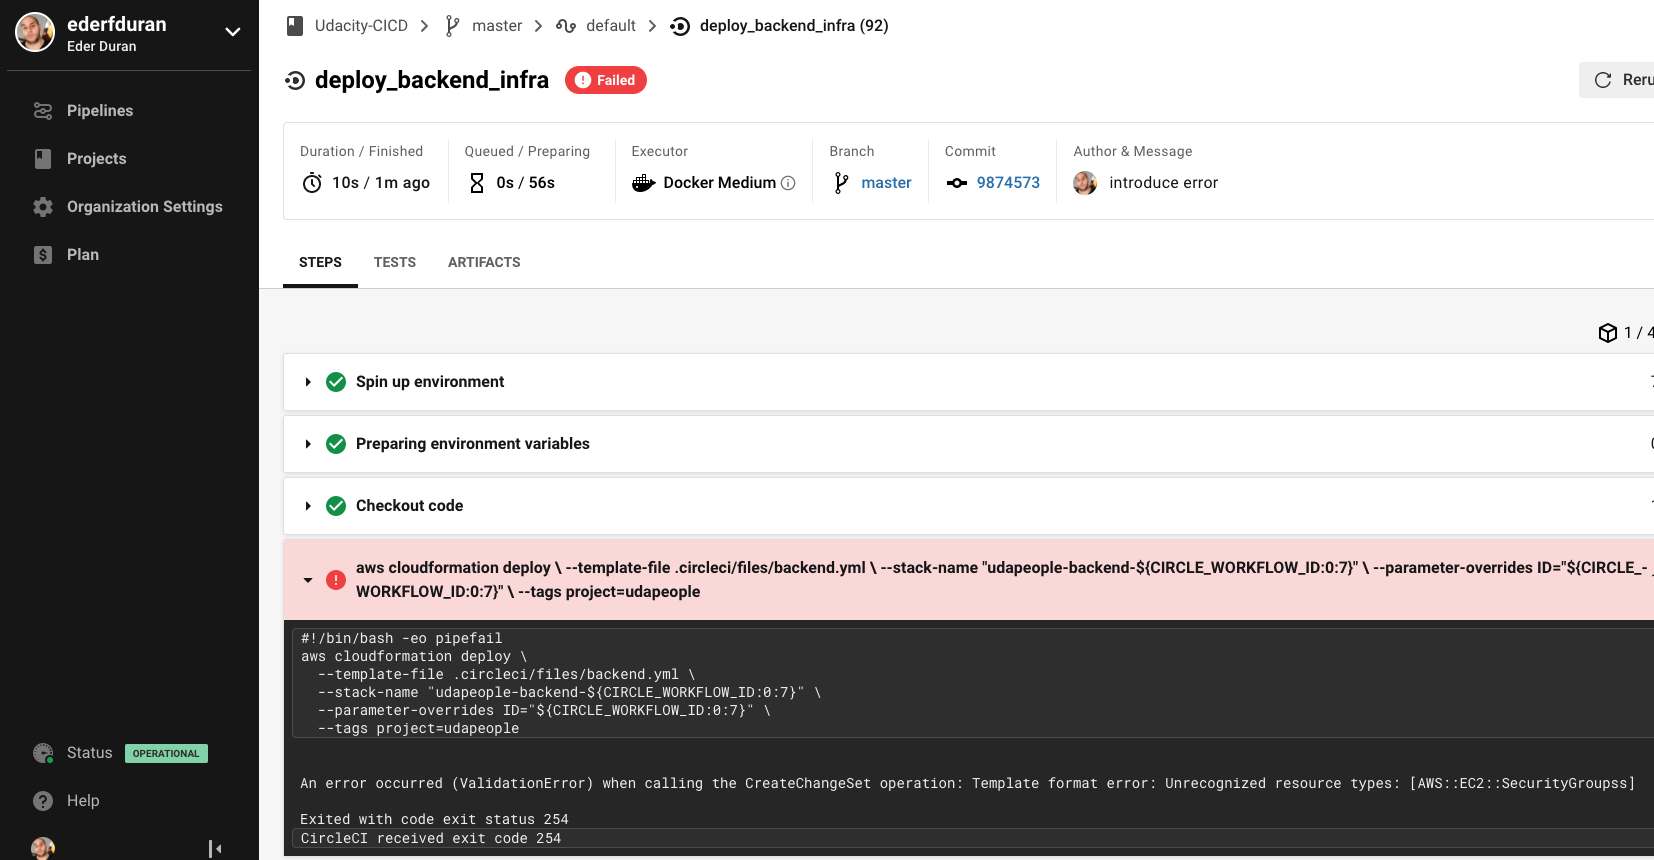 ederfduran
Eder Duran
Pipelines
Projects
Organization Settings
Plan
Status OPERATIONAL
Help
Udacity-CICD > master > default > deploy_backend_infra (92)
deploy_backend_infra Failed
Duration / Finished
10s / 1m ago
Queued / Preparing
0s / 56s
Executor
Docker Medium
Branch
master
Commit
9874573
Author & Message
introduce error
STEPS TESTS ARTIFACTS
1 / 4
Spin up environment
Preparing environment variables
Checkout code
aws cloudformation deploy \ --template-file .circleci/files/backend.yml \ --stack-name "udapeople-backend-${CIRCLE_WORKFLOW_ID:0:7}" \ --parameter-overrides ID="${CIRCLE_-
WORKFLOW_ID:0:7}" \ --tags project=udapeople
#!/bin/bash -eo pipefail
aws cloudformation deploy \
--template-file .circleci/files/backend.yml \
--stack-name "udapeople-backend-${CIRCLE_WORKFLOW_ID:0:7}" \
--parameter-overrides ID="${CIRCLE_WORKFLOW_ID:0:7}" \
--tags project=udapeople
An error occurred (ValidationError) when calling the CreateChangeSet operation: Template format error: Unrecognized resource types: [AWS::EC2::SecurityGroupss]
Exited with code exit status 254
CircleCI received exit code 254